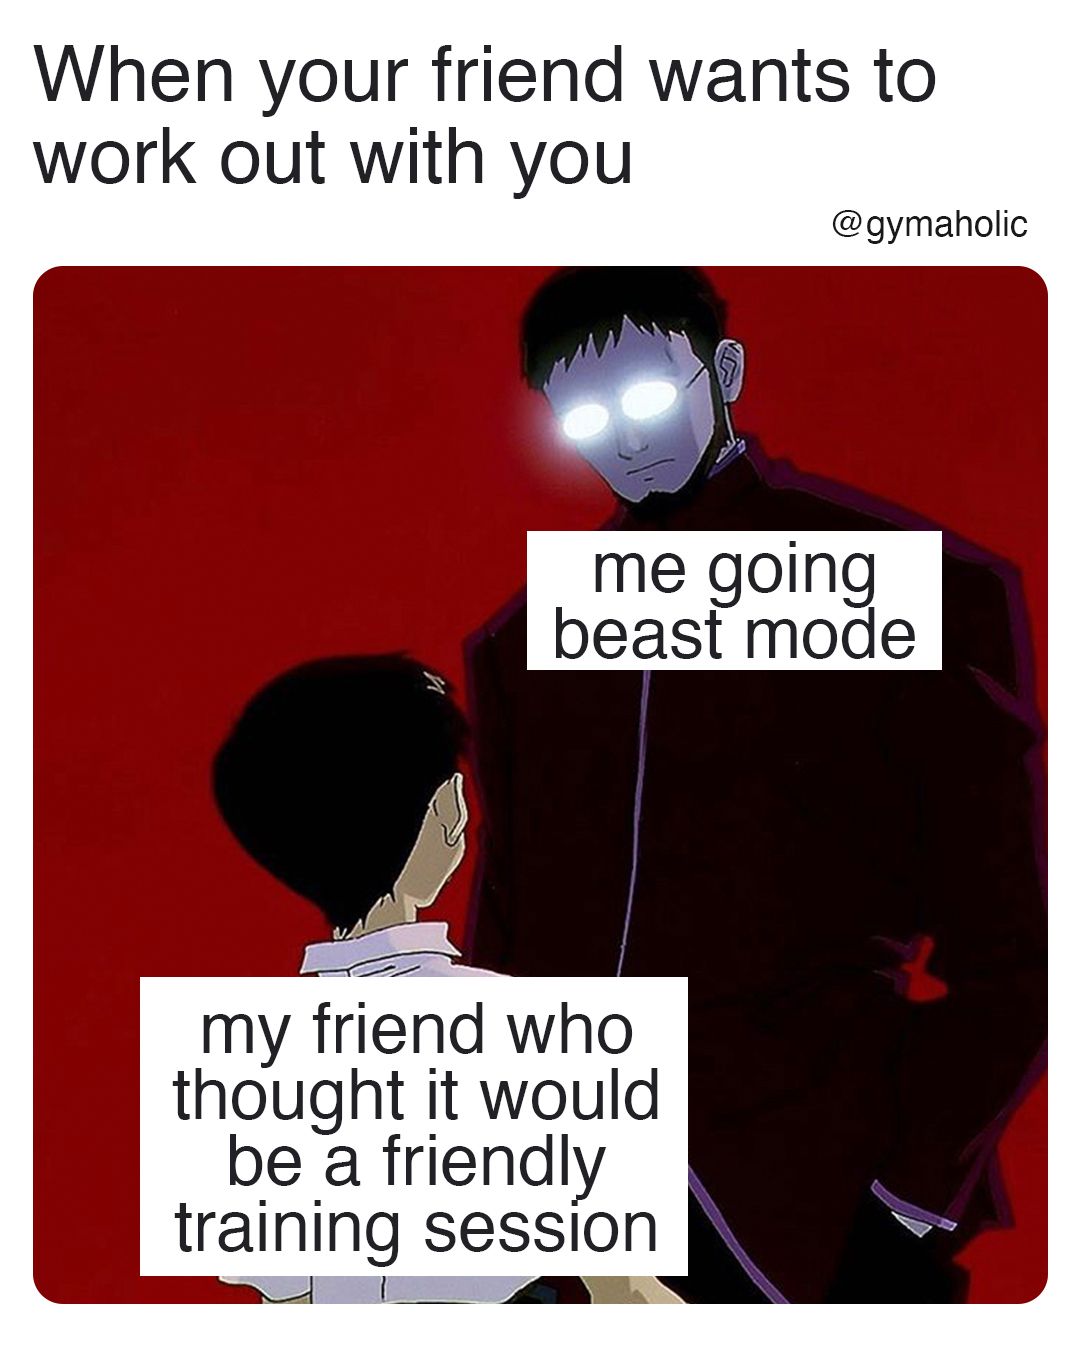 When your friend wants to
work out with you
@gymaholic
me going
beast mode
my friend who
thought it would
be a friendly
training session